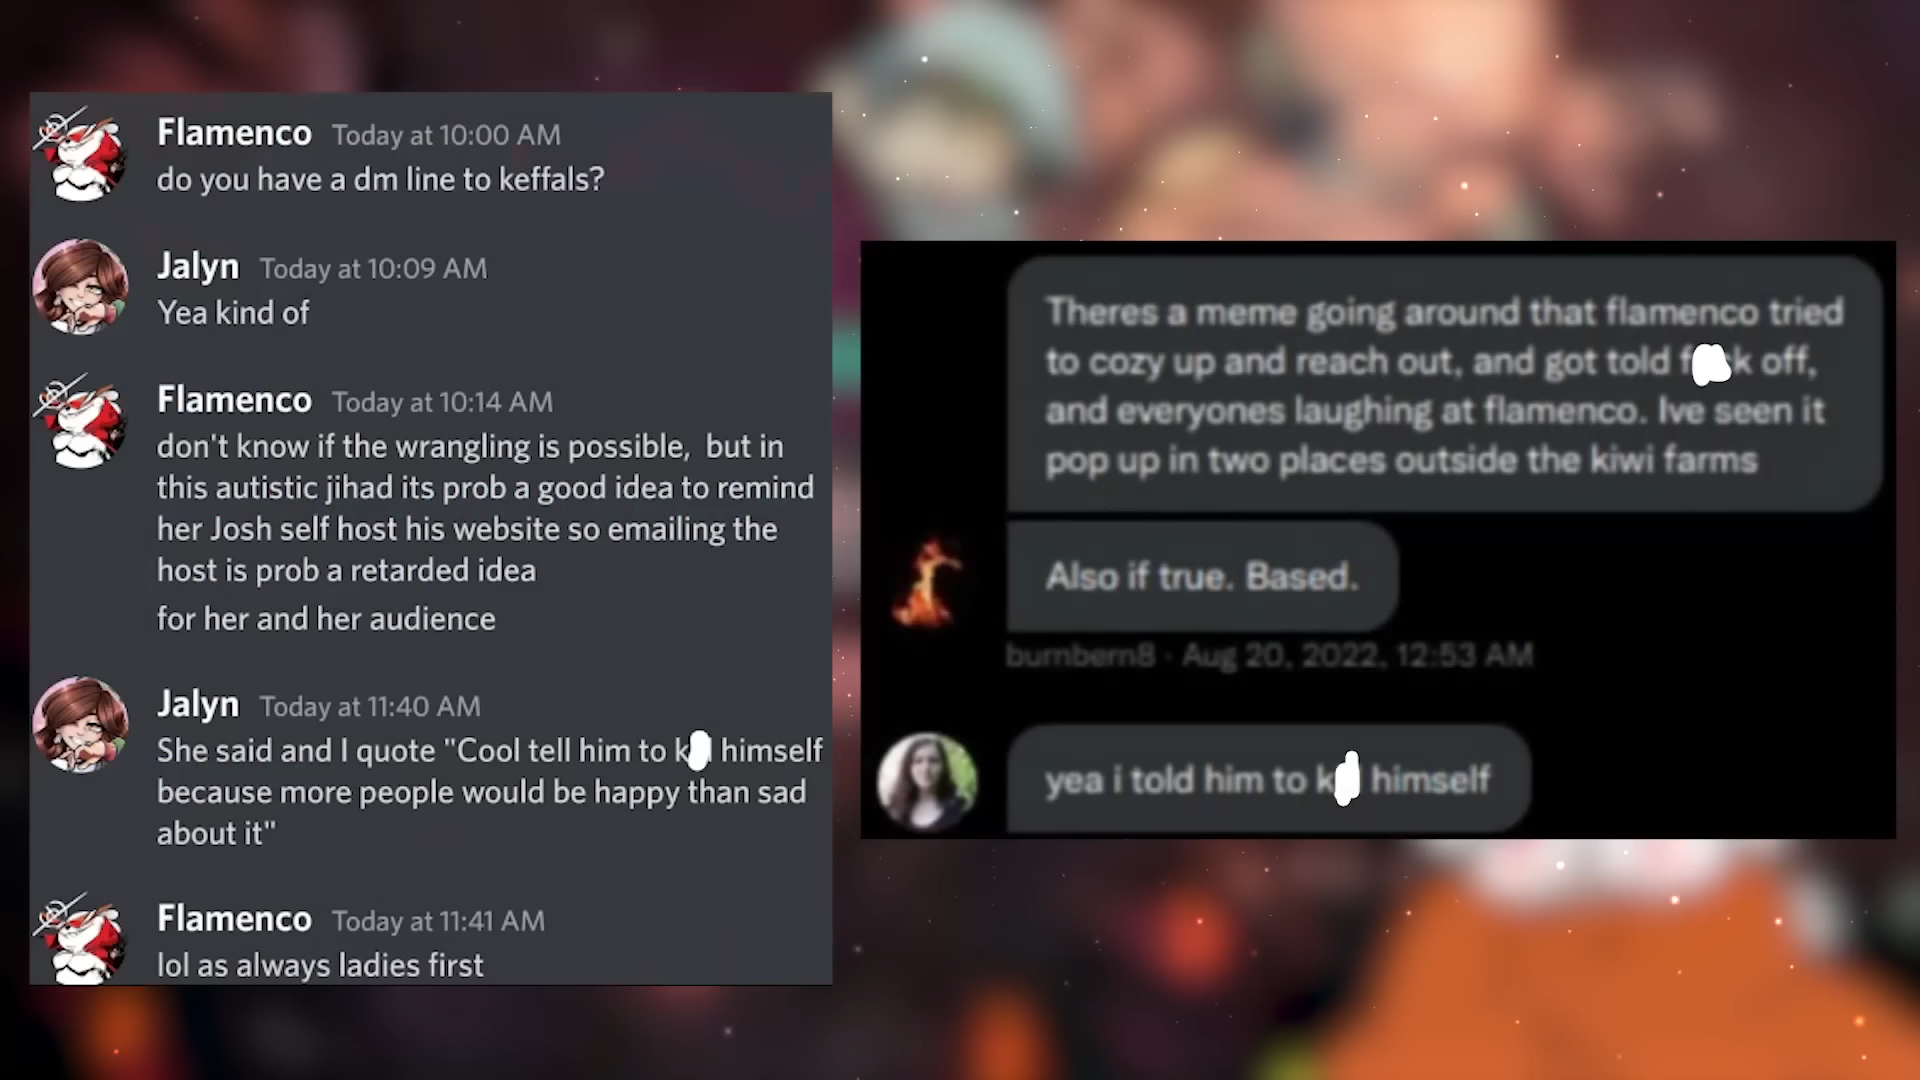 Flamenco Today at 10:00 AM
do you have a dm line to keffals?
Jalyn Today at 10:09 AM
Yea kind of
Flamenco Today at 10:14 AM
don't know if the wrangling is possible, but in
this autistic jihad its prob a good idea to remind
her Josh self host his website so emailing the
host is prob a retarded idea
for her and her audience
Jalyn Today at 11:40 AM
She said and I quote "Cool tell him to k l himself
because more people would be happy than sad
about it"
Flamenco Today at 11:41 AM
lol as always ladies first
Theres a meme going around that flamenco tried
to cozy up and reach out, and got told f k off,
and everyones laughing at flamenco. Ive seen it
pop up in two places outside the kiwi farms
Also if true. Based.
burnbern8 · Aug 20, 2022, 12:53 AM
yea i told him to k l himself